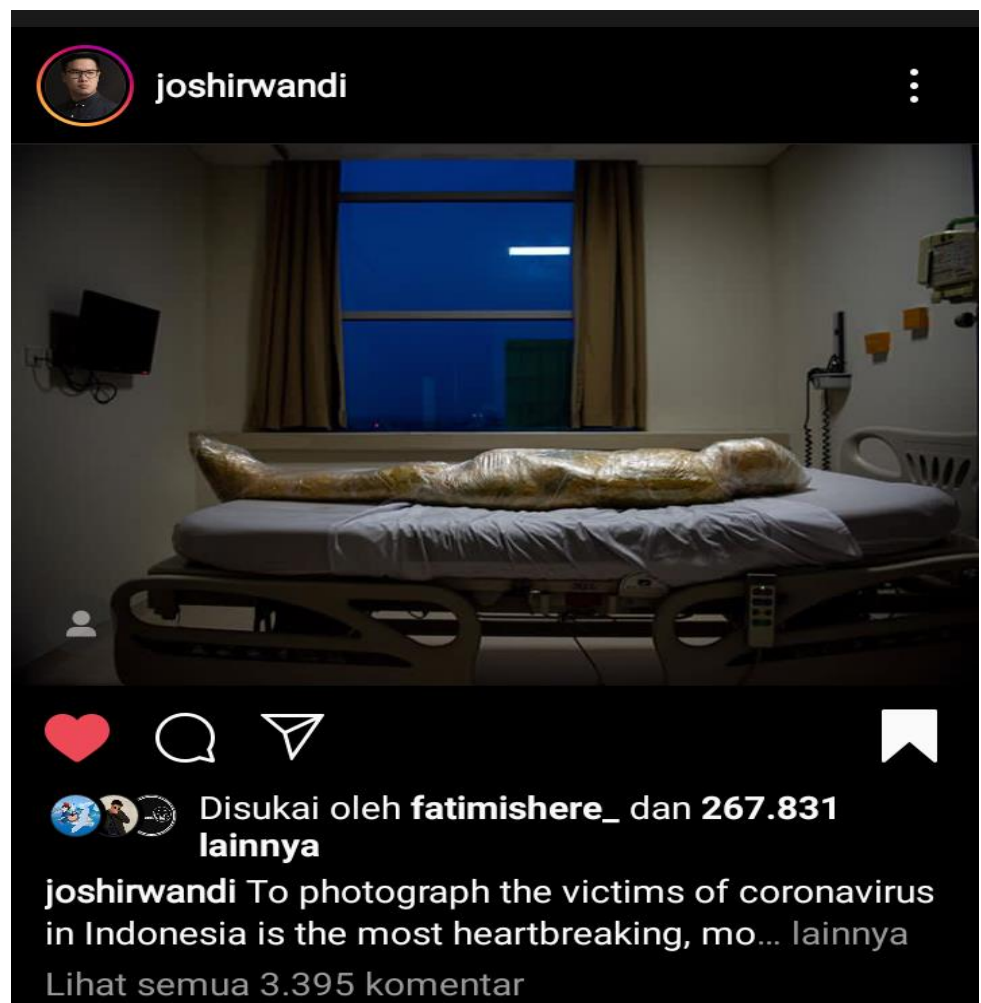 joshirwandi
Disukai oleh fatimishere_ dan 267.831
lainnya
joshirwandi To photograph the victims of coronavirus
in Indonesia is the most heartbreaking, mo... lainnya
Lihat semua 3.395 komentar